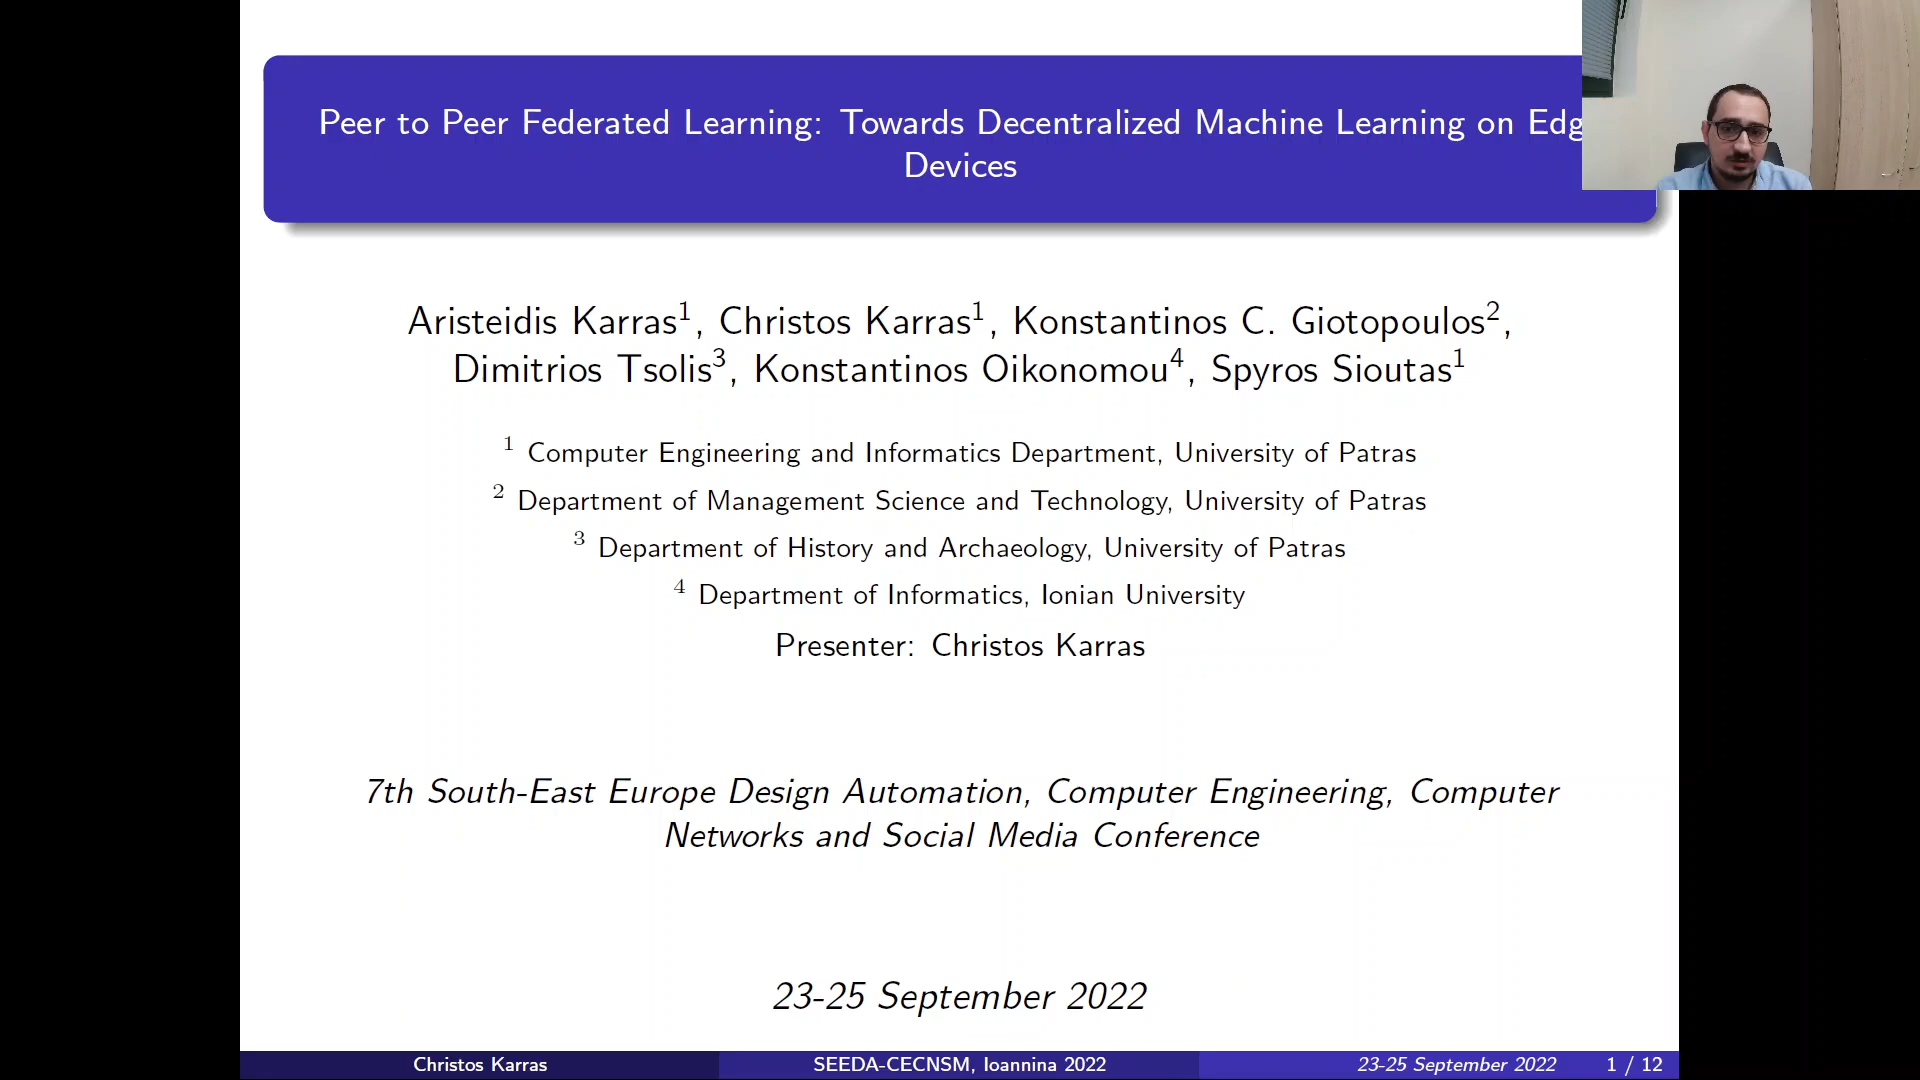 Peer to Peer Federated Learning: Towards Decentralized Machine Learning on Edg
Devices
Aristeidis Karras¹, Christos Karras¹, Konstantinos C. Giotopoulos²,
Dimitrios Tsolis³, Konstantinos Oikonomou⁴, Spyros Sioutas¹
¹ Computer Engineering and Informatics Department, University of Patras
² Department of Management Science and Technology, University of Patras
³ Department of History and Archaeology, University of Patras
⁴ Department of Informatics, Ionian University
Presenter: Christos Karras
7th South-East Europe Design Automation, Computer Engineering, Computer
Networks and Social Media Conference
23-25 September 2022
Christos Karras SEEDA-CECNSM, Ioannina 2022 23-25 September 2022 1 / 12